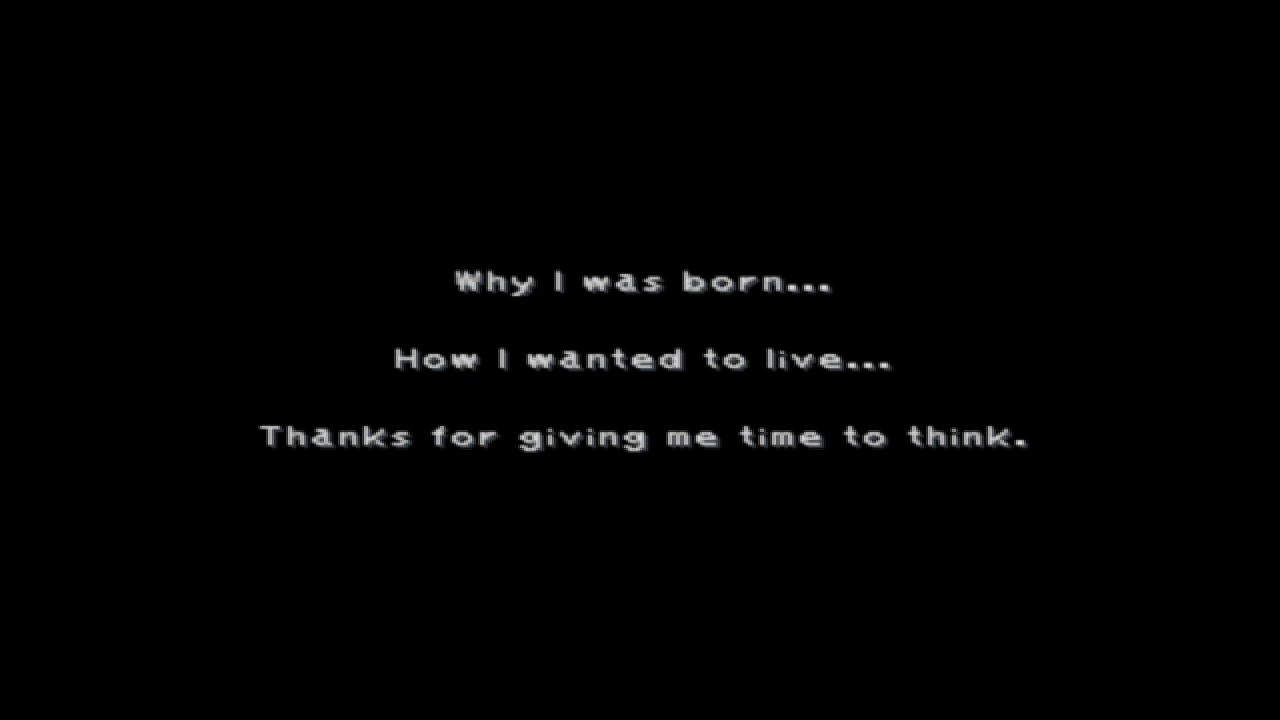 Why I was born...
How I wanted to live...
Thanks for giving me time to think.